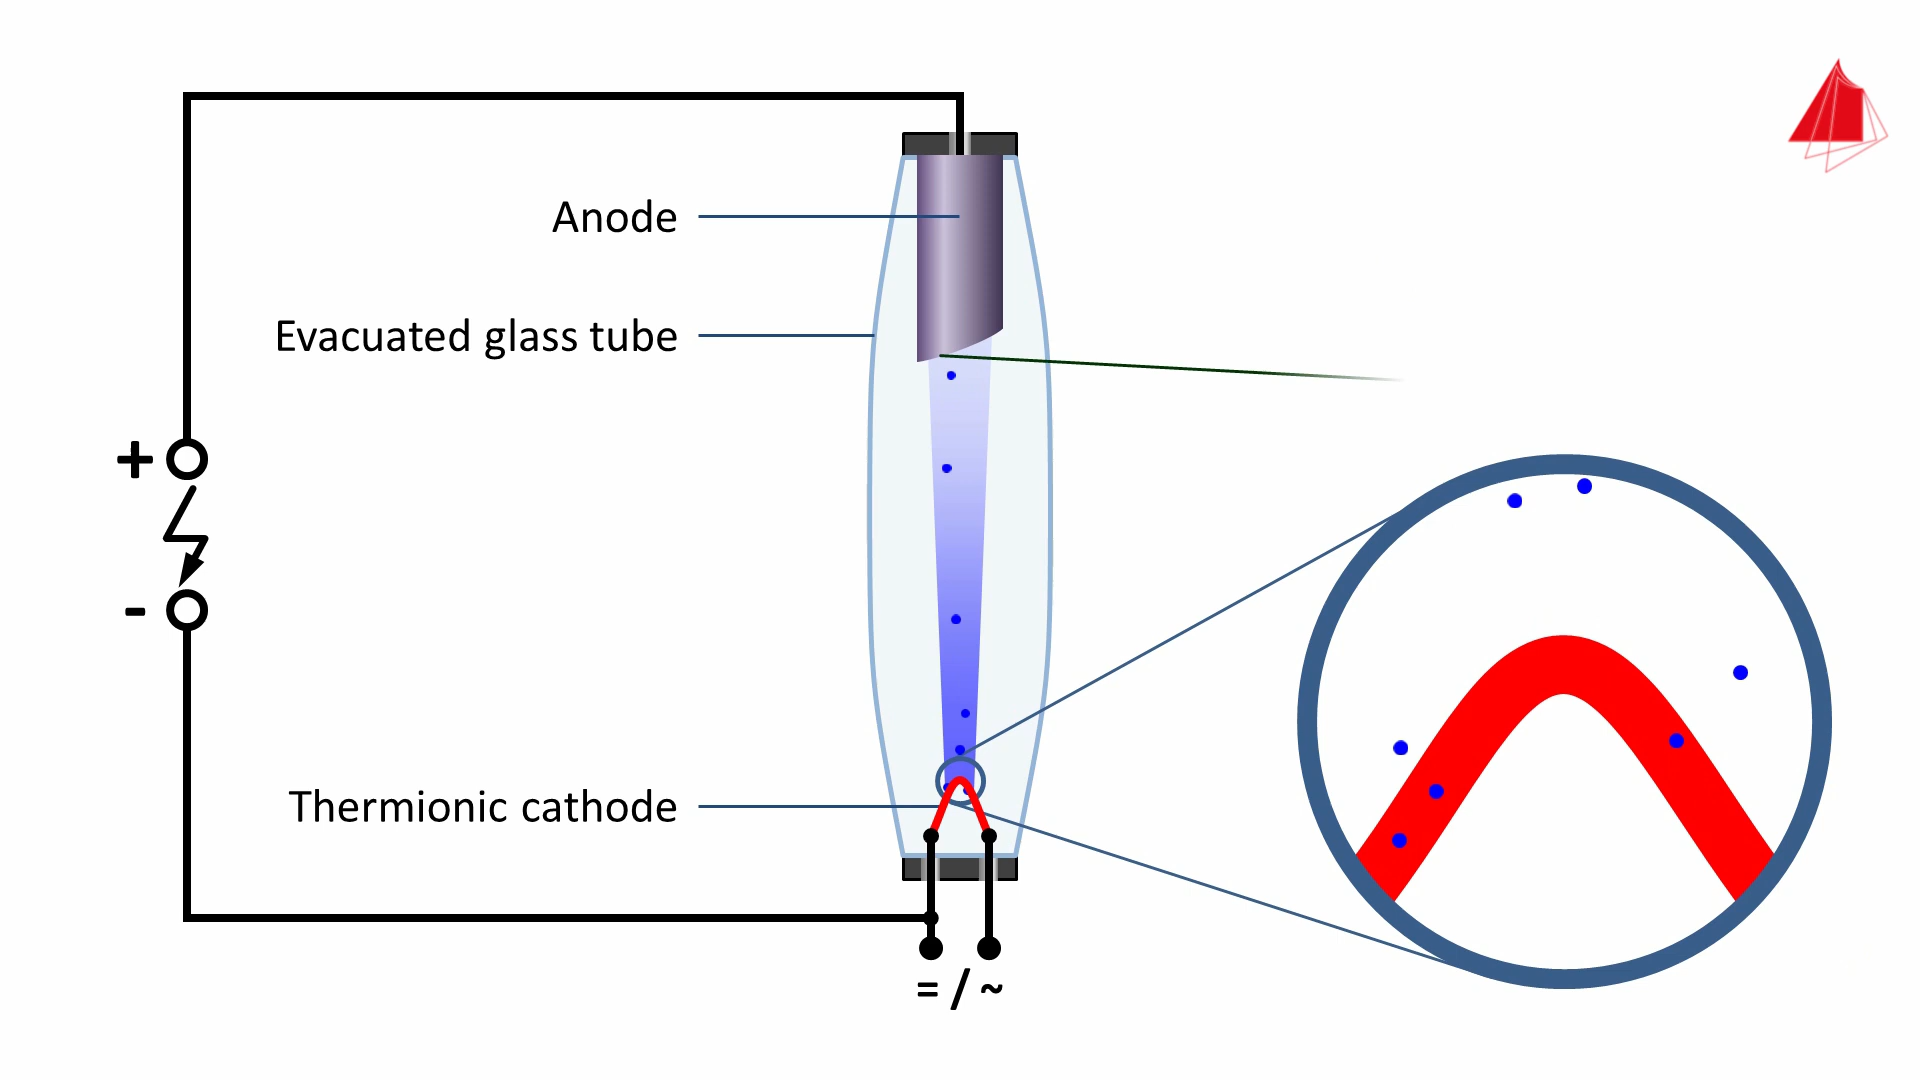 Anode
Evacuated glass tube
+
-
Thermionic cathode
= / ~